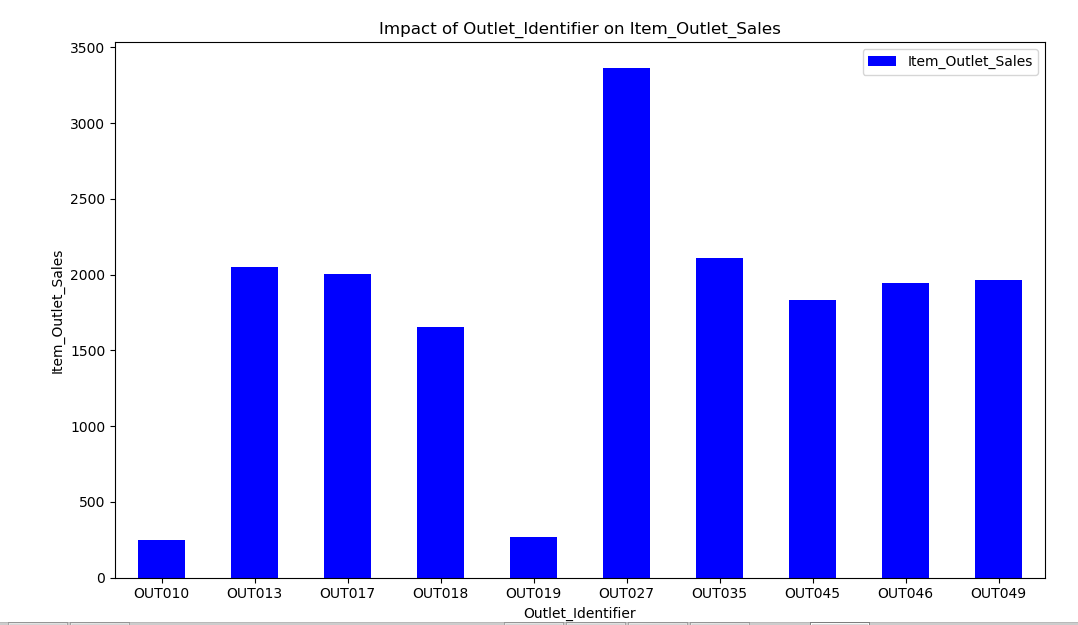 Impact of Outlet_Identifier on Item_Outlet_Sales
Item_Outlet_Sales
3500
3000
2500
2000
1500
1000
500
0
Item_Outlet_Sales
OUT010 OUT013 OUT017 OUT018 OUT019 OUT027 OUT035 OUT045 OUT046 OUT049
Outlet_Identifier